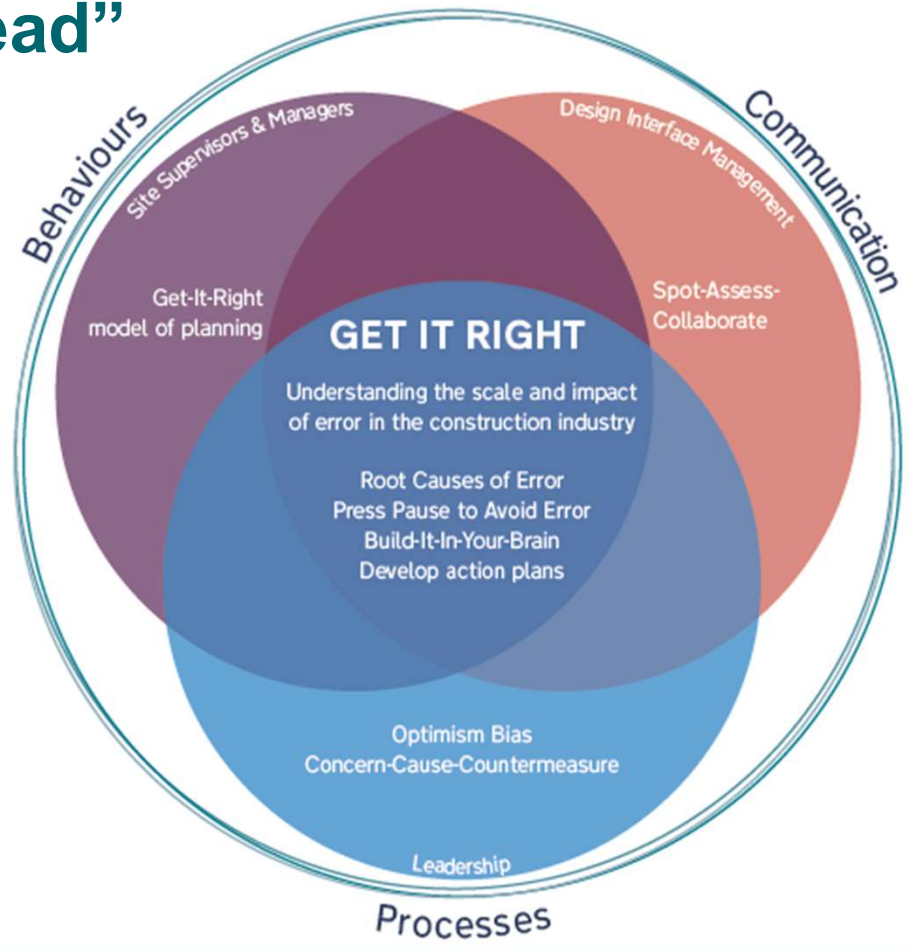 ead”
Behaviours
Communication
Site Supervisors & Managers
Design Interface Management
Get-It-Right
model of planning
Spot-Assess-
Collaborate
GET IT RIGHT
Understanding the scale and impact
of error in the construction industry
Root Causes of Error
Press Pause to Avoid Error
Build-It-In-Your-Brain
Develop action plans
Optimism Bias
Concern-Cause-Countermeasure
Leadership
Processes